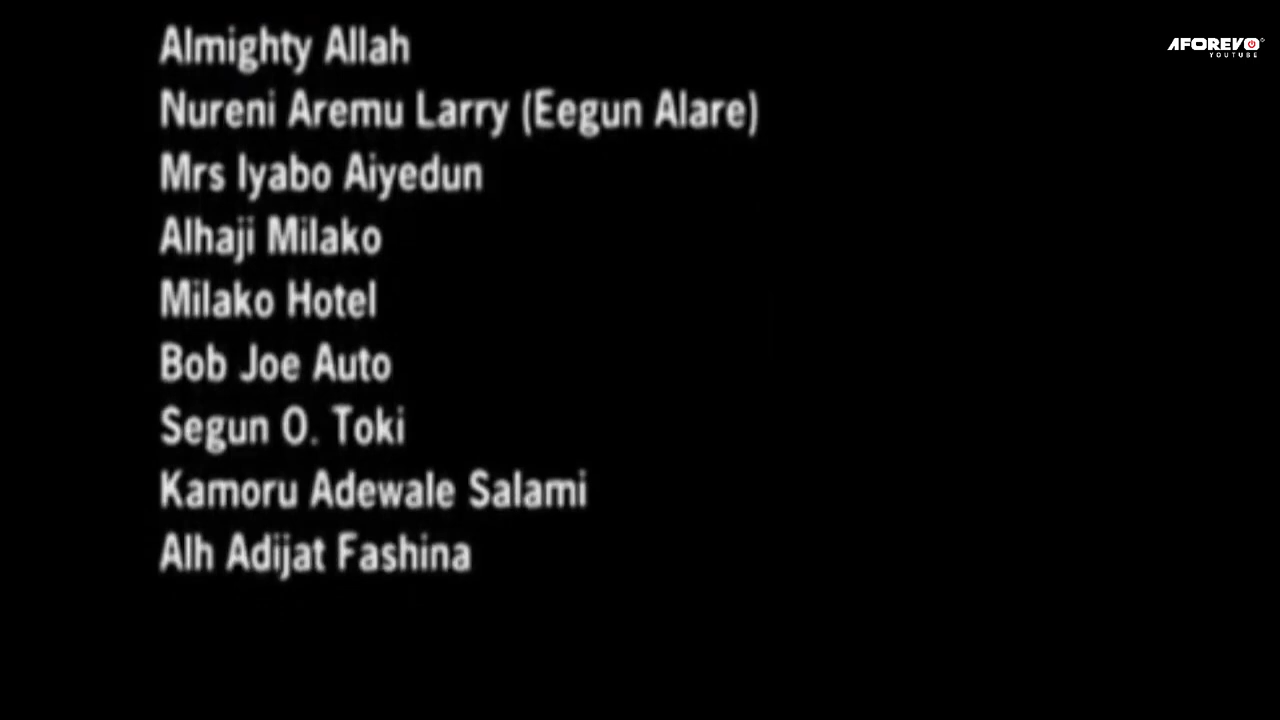 Almighty Allah
AFOREVO
YOUTUBE
Nureni Aremu Larry (Eegun Alare)
Mrs Iyabo Aiyedun
Alhaji Milako
Milako Hotel
Bob Joe Auto
Segun O. Toki
Kamoru Adewale Salami
Alh Adijat Fashina